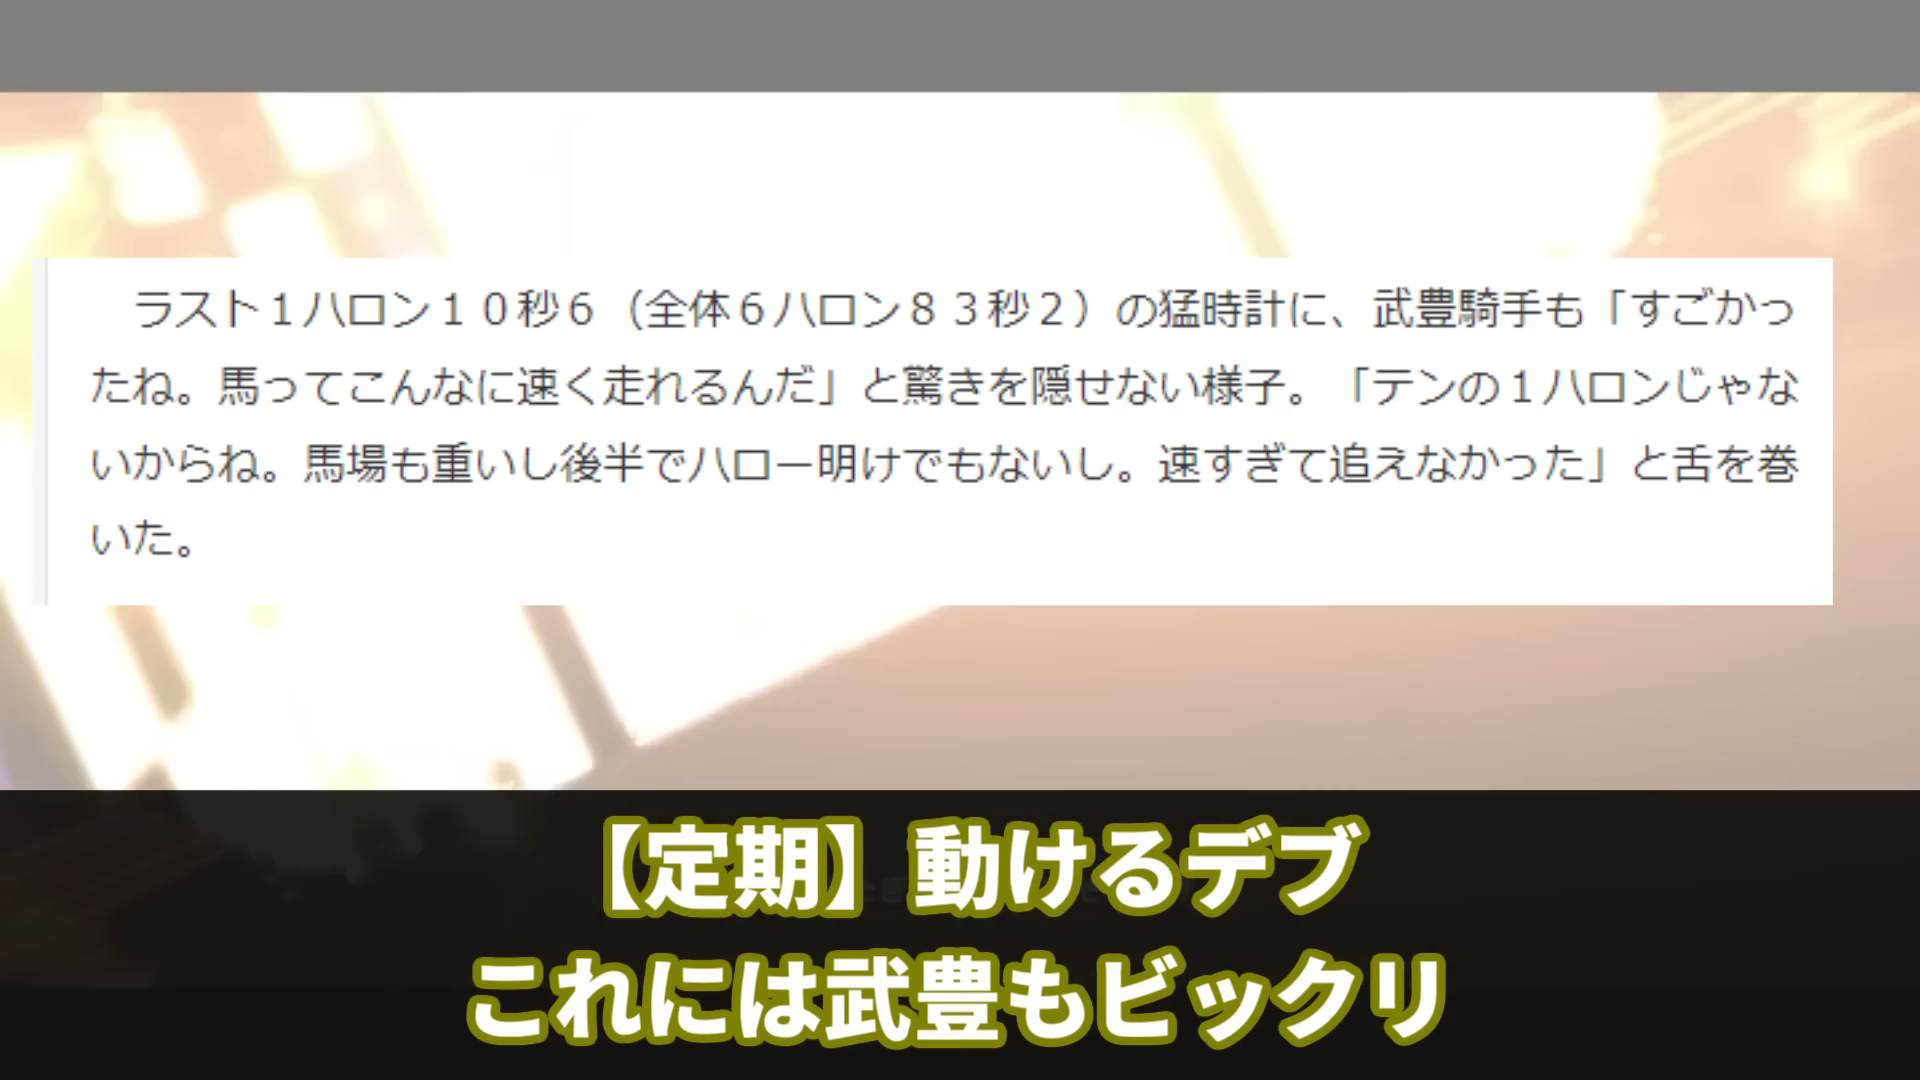 ラスト１ハロン１０秒６（全体６ハロン８３秒２）の猛時計に、武豊騎手も「すごかっ
たね。馬ってこんなに速く走れるんだ」と驚きを隠せない様子。「テンの１ハロンじゃな
いからね。馬場も重いし後半でハロー明けでもないし。速すぎて追えなかった」と舌を巻
いた。
【定期】動けるデブ
これには武豊もビックリ